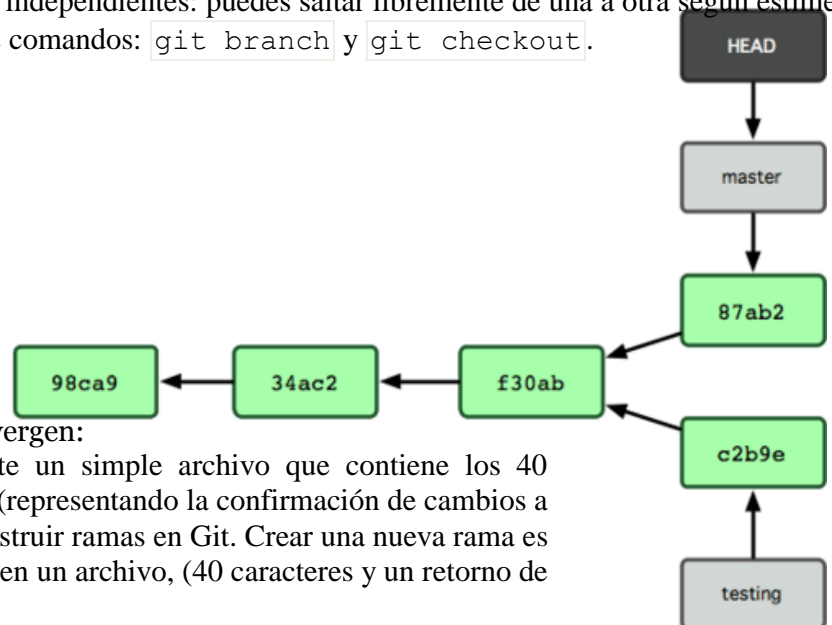 independientes: puedes saltar libremente de una a otra según estime
comandos: git branch y git checkout.
HEAD
master
87ab2
98ca9
34ac2
f30ab
c2b9e
testing
vergen:
un simple archivo que contiene los 40
(representando la confirmación de cambios a
struir ramas en Git. Crear una nueva rama es
en un archivo, (40 caracteres y un retorno de